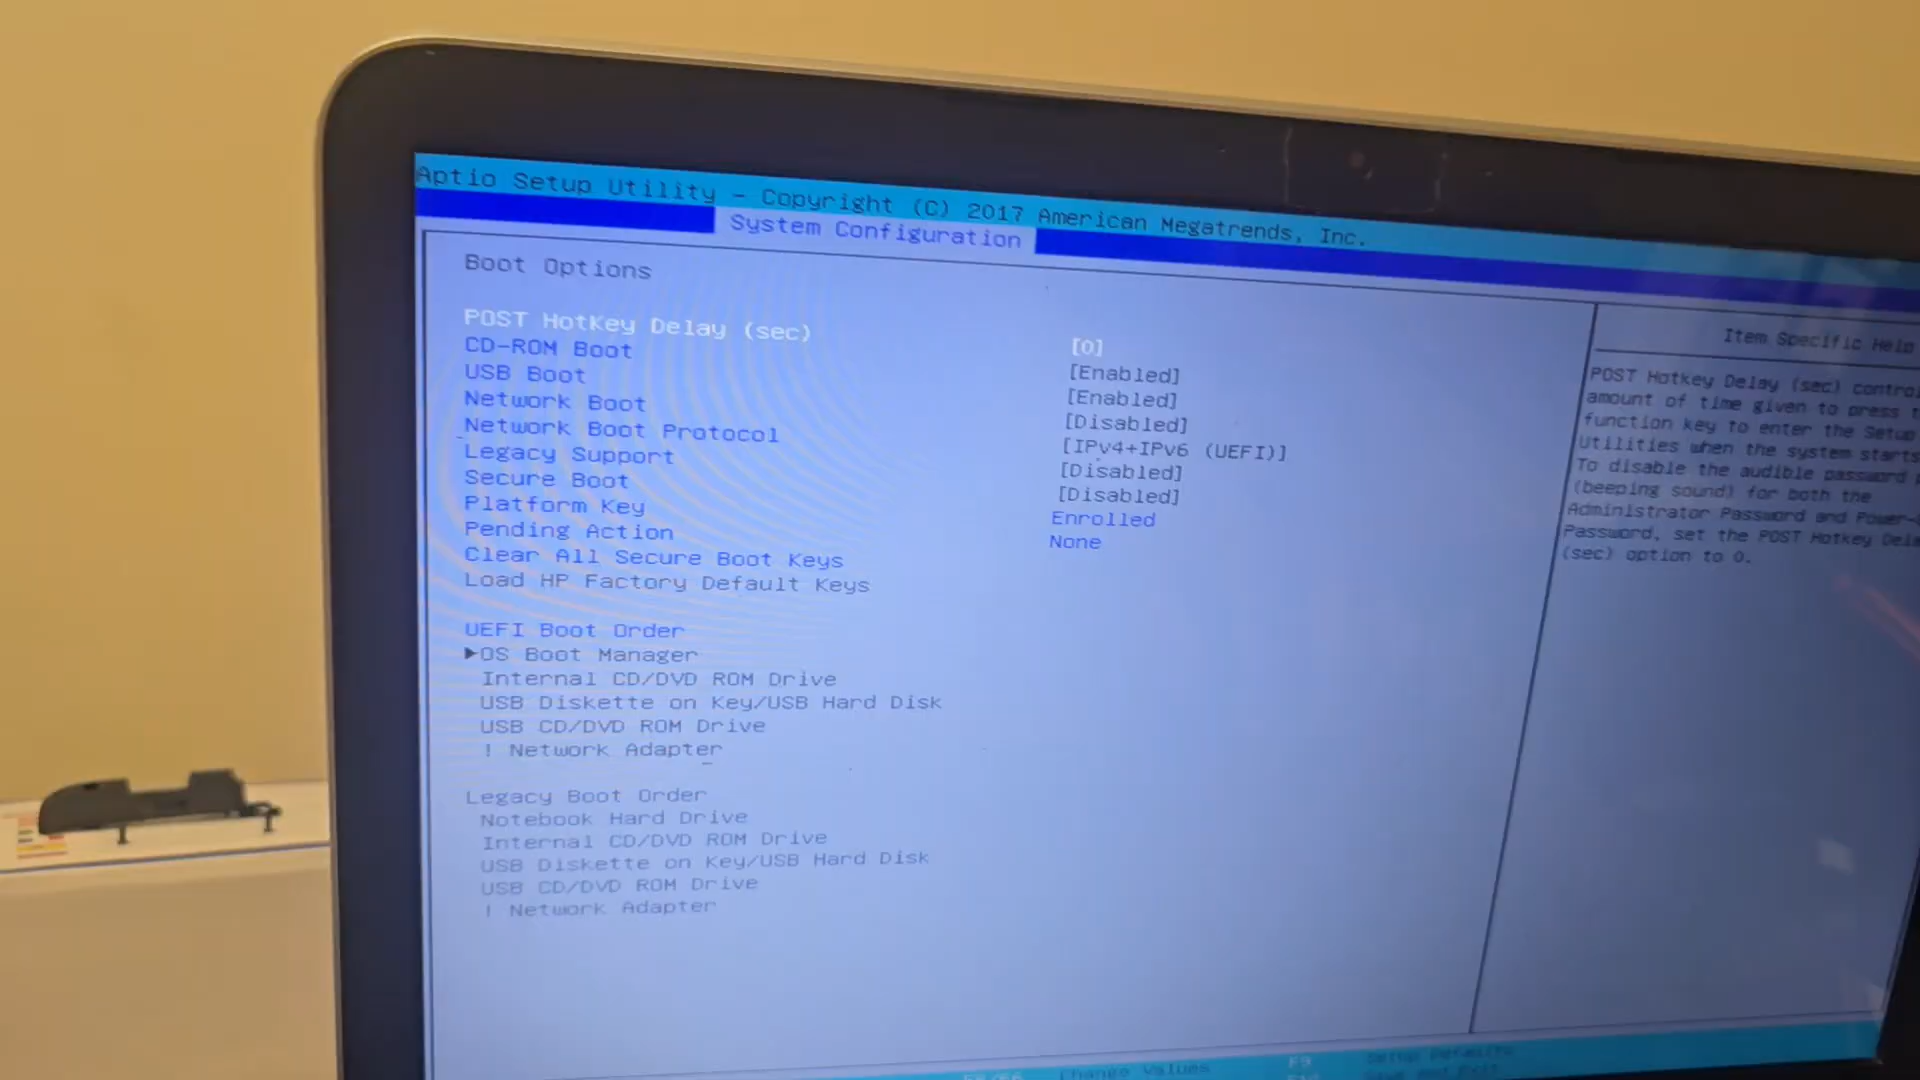 Aptio Setup Utility - Copyright (C) 2017 American Megatrends, Inc.
System Configuration
Boot Options
POST HotKey Delay (sec) [0]
CD-ROM Boot [Enabled]
USB Boot [Enabled]
Network Boot [Disabled]
Network Boot Protocol [IPv4+IPv6 (UEFI)]
Legacy Support [Disabled]
Secure Boot [Disabled]
Platform Key Enrolled
Pending Action None
Clear All Secure Boot Keys
Load HP Factory Default Keys
UEFI Boot Order
▶OS Boot Manager
Internal CD/DVD ROM Drive
USB Diskette on Key/USB Hard Disk
USB CD/DVD ROM Drive
! Network Adapter
Legacy Boot Order
Notebook Hard Drive
Internal CD/DVD ROM Drive
USB Diskette on Key/USB Hard Disk
USB CD/DVD ROM Drive
! Network Adapter
Item Specific Help
POST Hotkey Delay (sec)
amount of time given to press
function key to enter the Setup
Utilities when the system starts
To disable the audible password
(beeping sound) for both the
Administrator Password and
Password, set the POST Hotkey
(sec) option to 0.
Change Values
F9 Setup Defaults